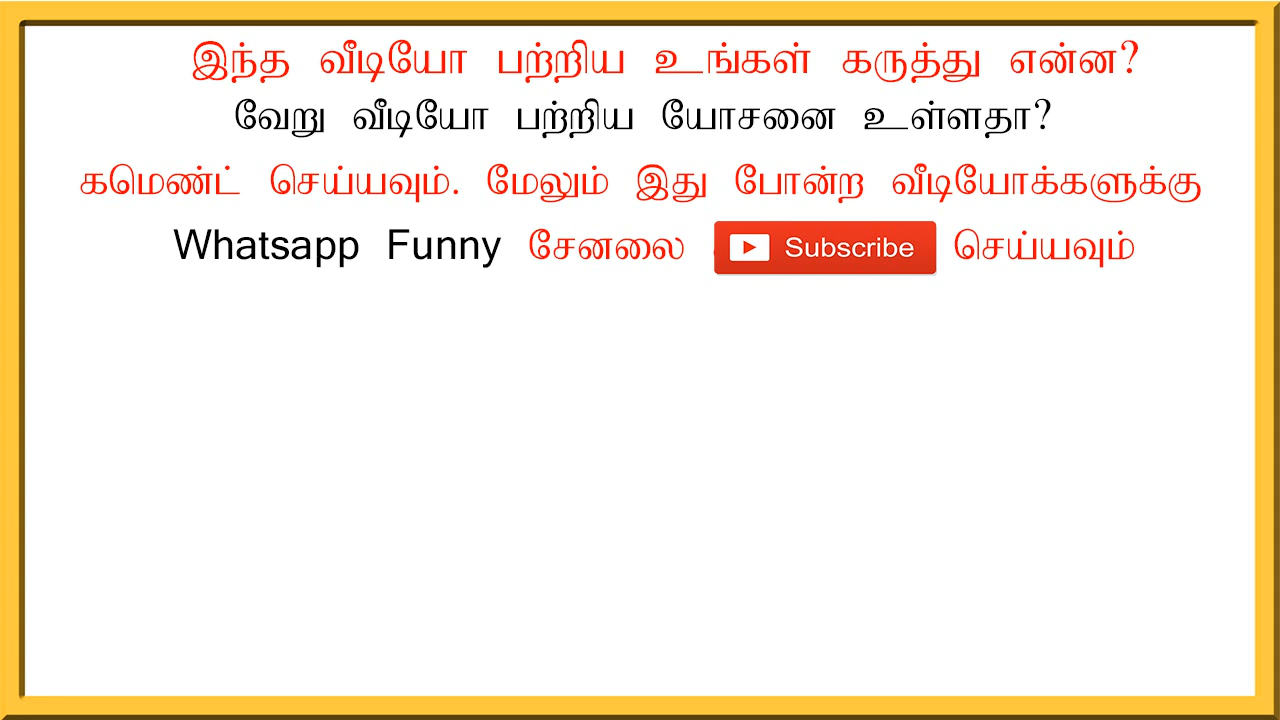 இந்த வீடியோ பற்றிய உங்கள் கருத்து என்ன?
வேறு வீடியோ பற்றிய யோசனை உள்ளதா?
கமெண்ட் செய்யவும். மேலும் இது போன்ற வீடியோக்களுக்கு
Whatsapp Funny சேனலை Subscribe செய்யவும்